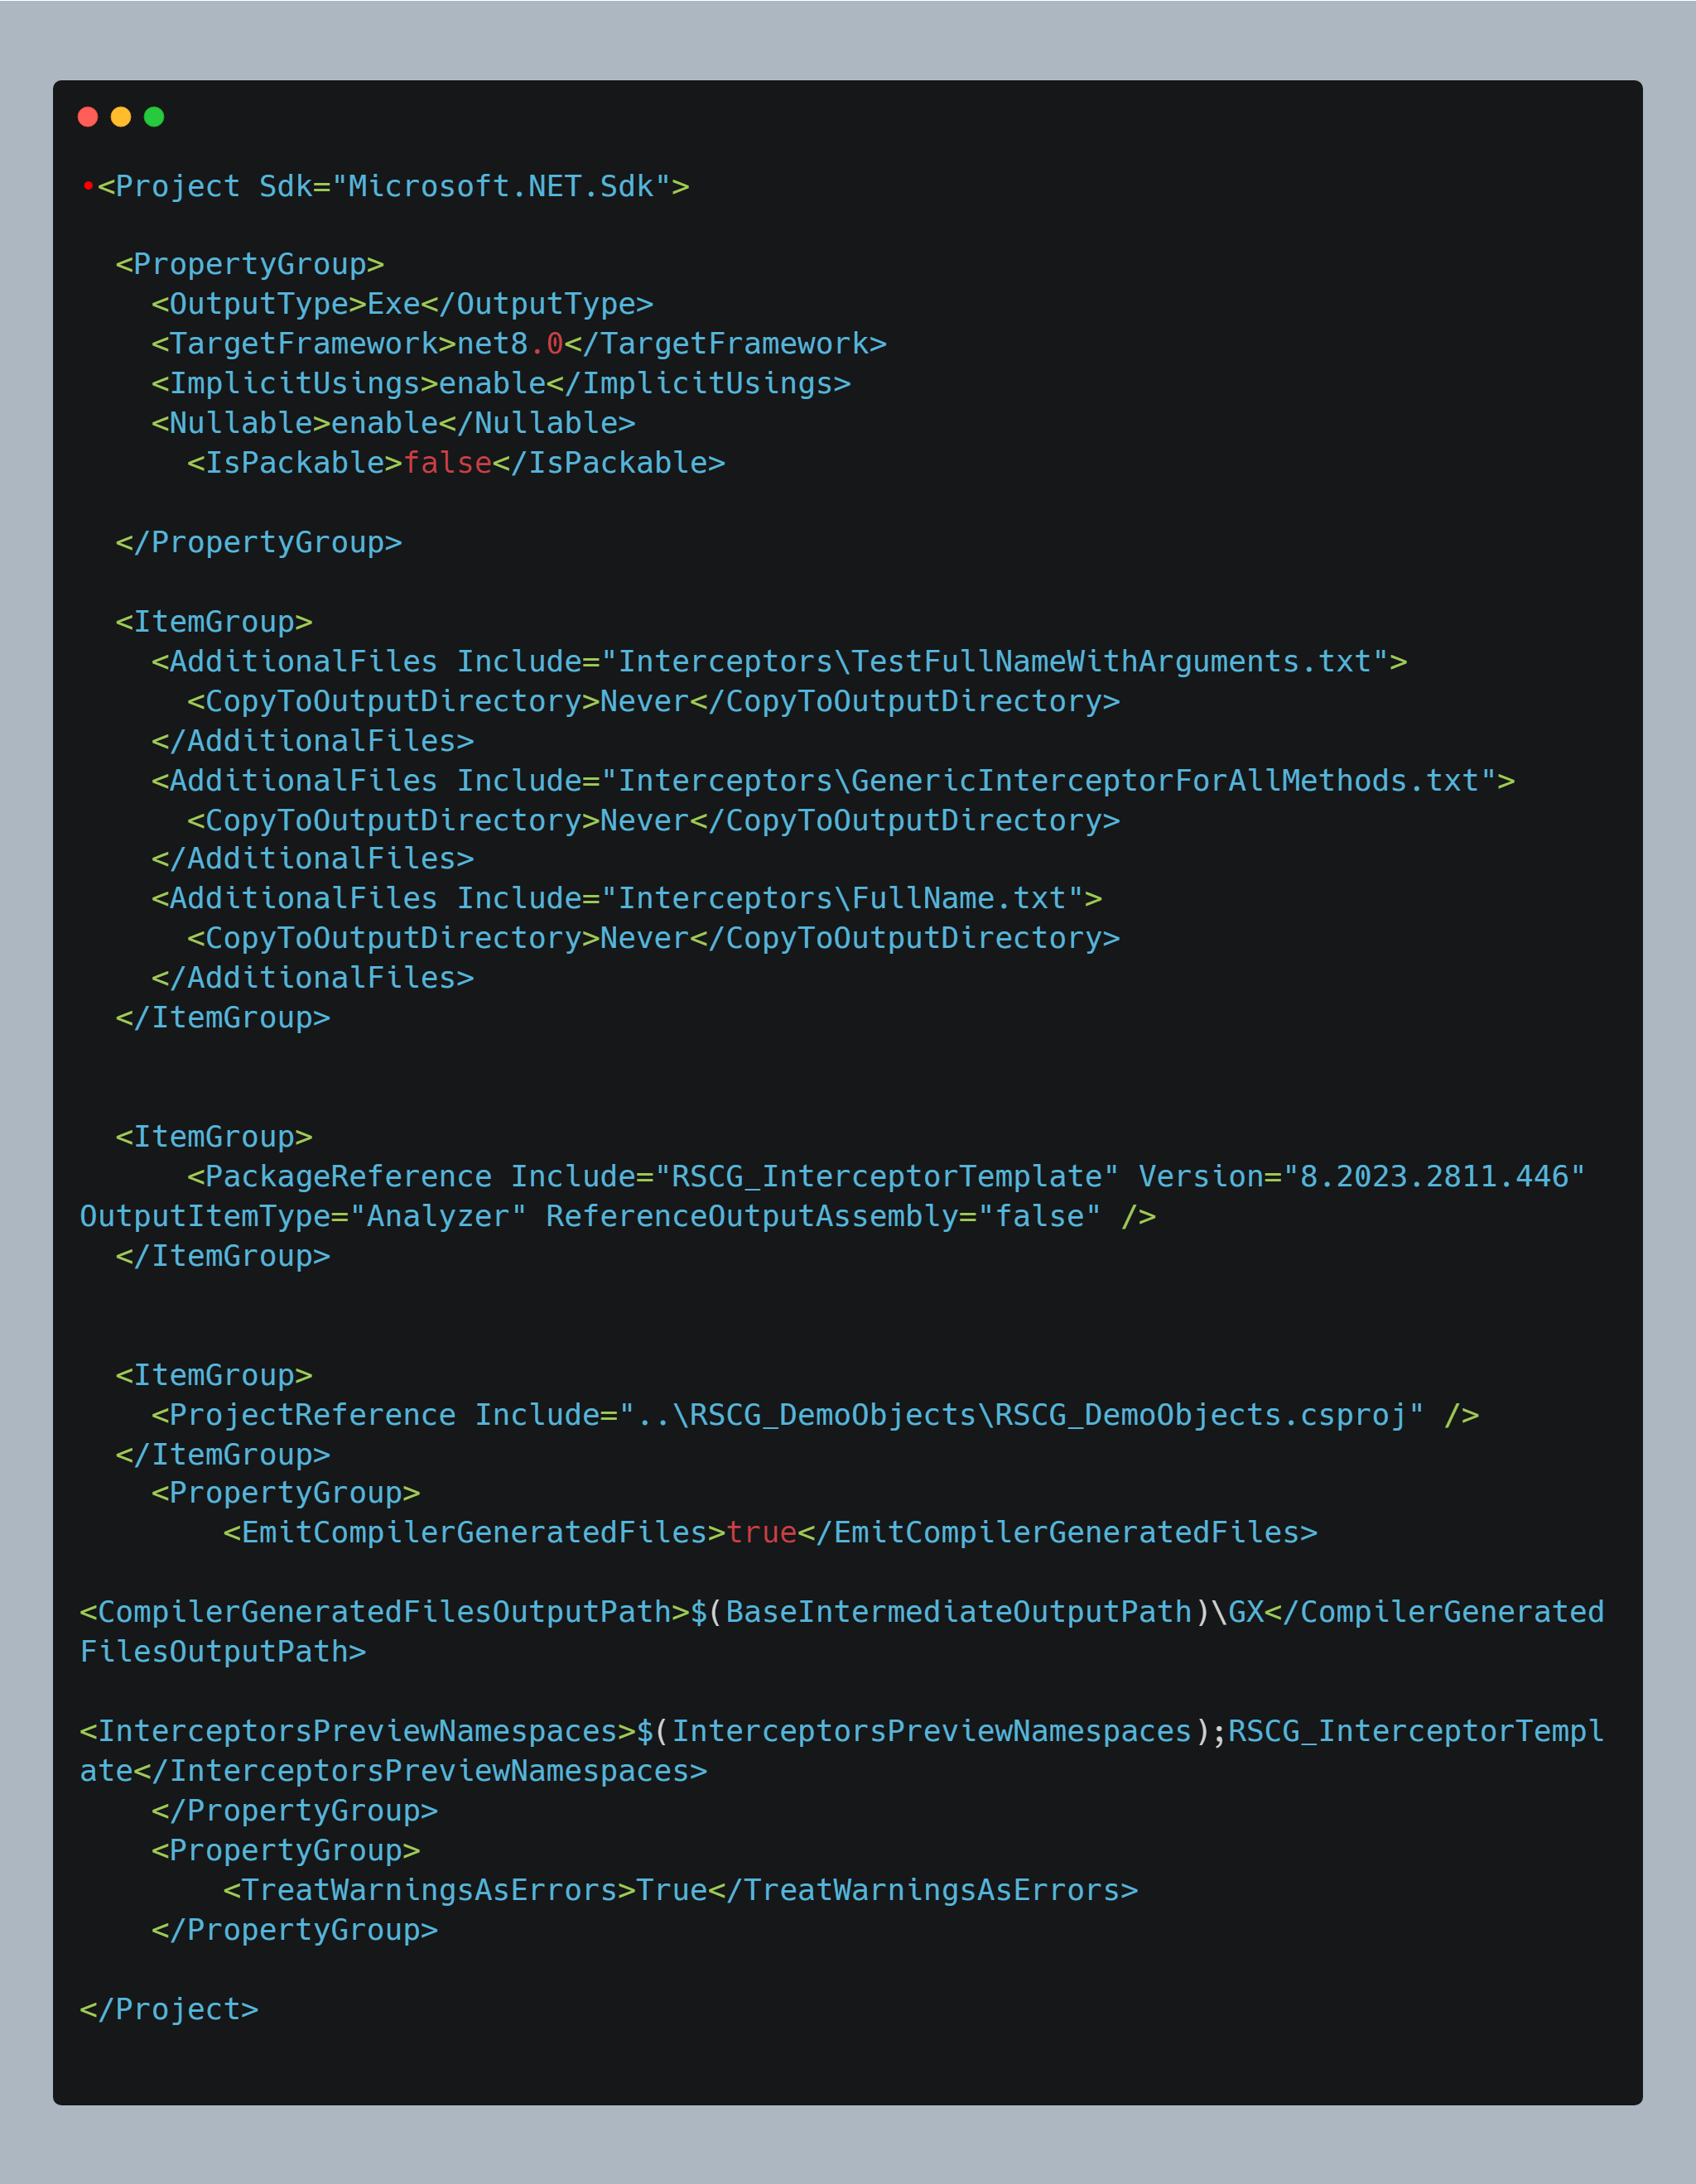 •<Project Sdk="Microsoft.NET.Sdk">
<PropertyGroup>
<OutputType>Exe</OutputType>
<TargetFramework>net8.0</TargetFramework>
<ImplicitUsings>enable</ImplicitUsings>
<Nullable>enable</Nullable>
<IsPackable>false</IsPackable>
</PropertyGroup>
<ItemGroup>
<AdditionalFiles Include="Interceptors\TestFullNameWithArguments.txt">
<CopyToOutputDirectory>Never</CopyToOutputDirectory>
</AdditionalFiles>
<AdditionalFiles Include="Interceptors\GenericInterceptorForAllMethods.txt">
<CopyToOutputDirectory>Never</CopyToOutputDirectory>
</AdditionalFiles>
<AdditionalFiles Include="Interceptors\FullName.txt">
<CopyToOutputDirectory>Never</CopyToOutputDirectory>
</AdditionalFiles>
</ItemGroup>
<ItemGroup>
<PackageReference Include="RSCG_InterceptorTemplate" Version="8.2023.2811.446"
OutputItemType="Analyzer" ReferenceOutputAssembly="false" />
</ItemGroup>
<ItemGroup>
<ProjectReference Include="..\RSCG_DemoObjects\RSCG_DemoObjects.csproj" />
</ItemGroup>
<PropertyGroup>
<EmitCompilerGeneratedFiles>true</EmitCompilerGeneratedFiles>
<CompilerGeneratedFilesOutputPath>$(BaseIntermediateOutputPath)\GX</CompilerGenerated
FilesOutputPath>
<InterceptorsPreviewNamespaces>$(InterceptorsPreviewNamespaces);RSCG_InterceptorTempl
ate</InterceptorsPreviewNamespaces>
</PropertyGroup>
<PropertyGroup>
<TreatWarningsAsErrors>True</TreatWarningsAsErrors>
</PropertyGroup>
</Project>